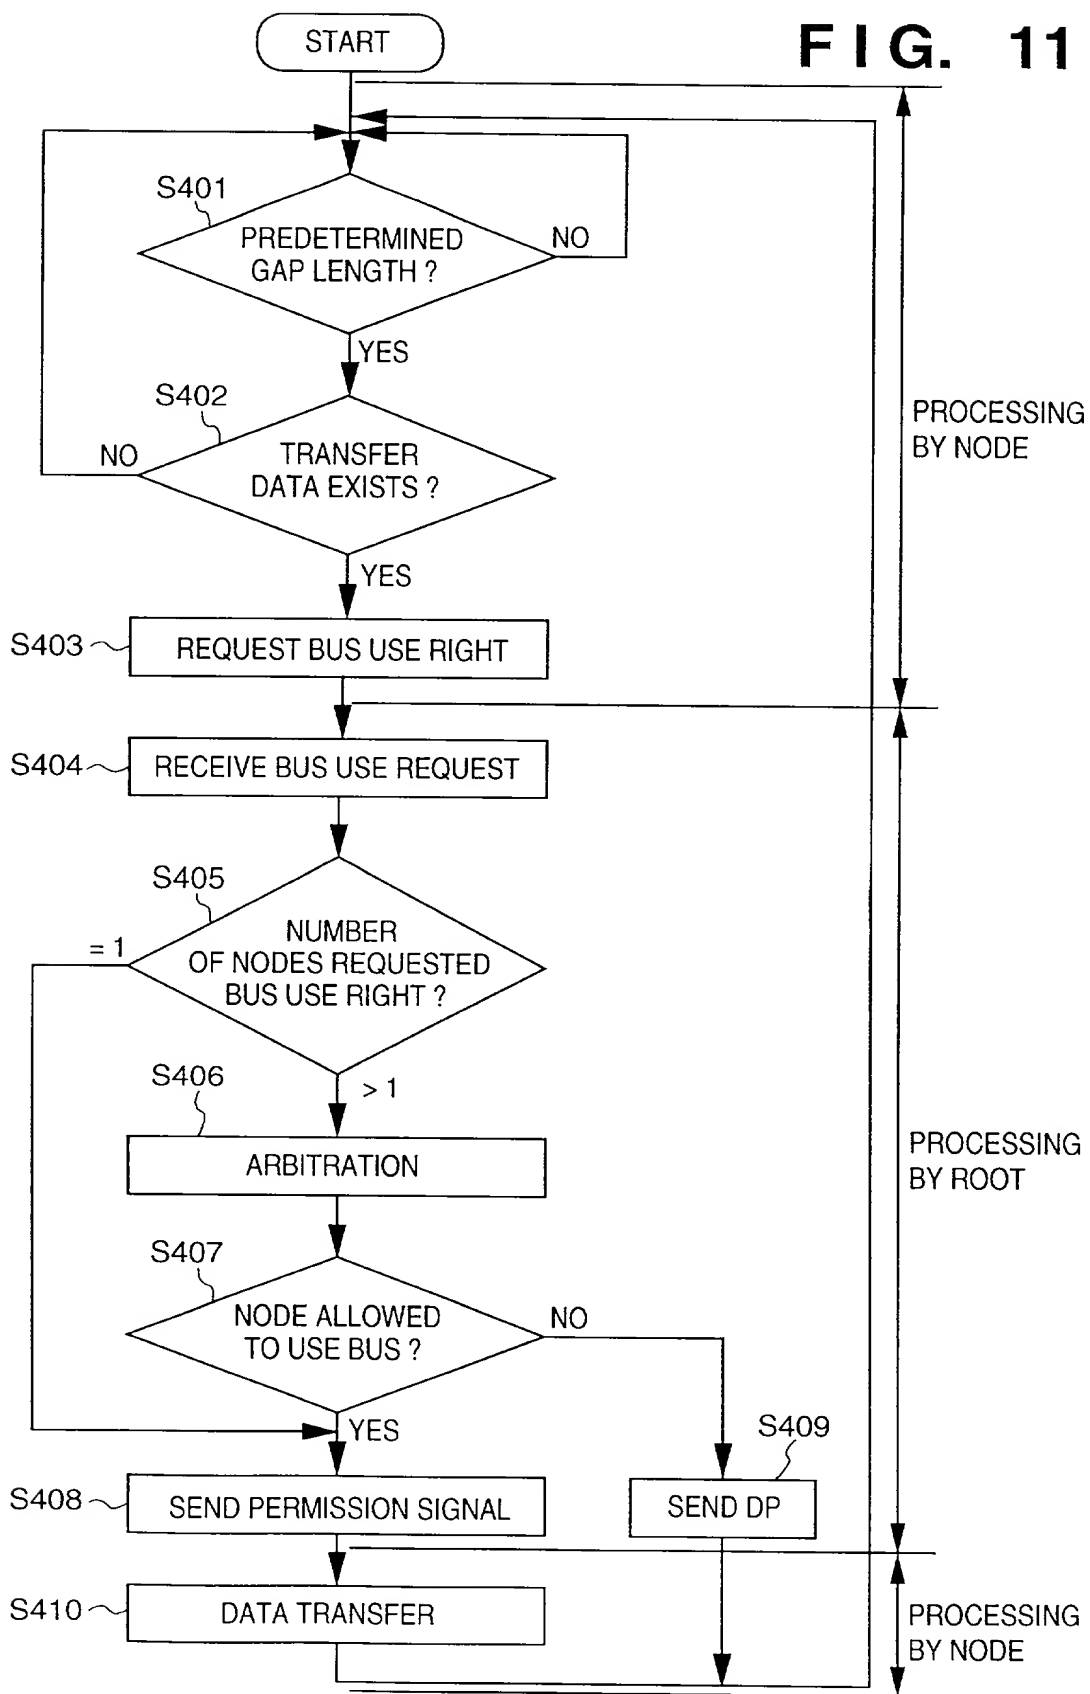 START
FIG. 11
S401
PREDETERMINED
GAP LENGTH ?
NO
YES
S402
NO
TRANSFER
DATA EXISTS ?
PROCESSING
BY NODE
YES
S403
REQUEST BUS USE RIGHT
S404
RECEIVE BUS USE REQUEST
S405
= 1
NUMBER
OF NODES REQUESTED
BUS USE RIGHT ?
S406
> 1
ARBITRATION
PROCESSING
BY ROOT
S407
NODE ALLOWED
TO USE BUS ?
NO
YES
S409
S408
SEND PERMISSION SIGNAL
SEND DP
S410
DATA TRANSFER
PROCESSING
BY NODE